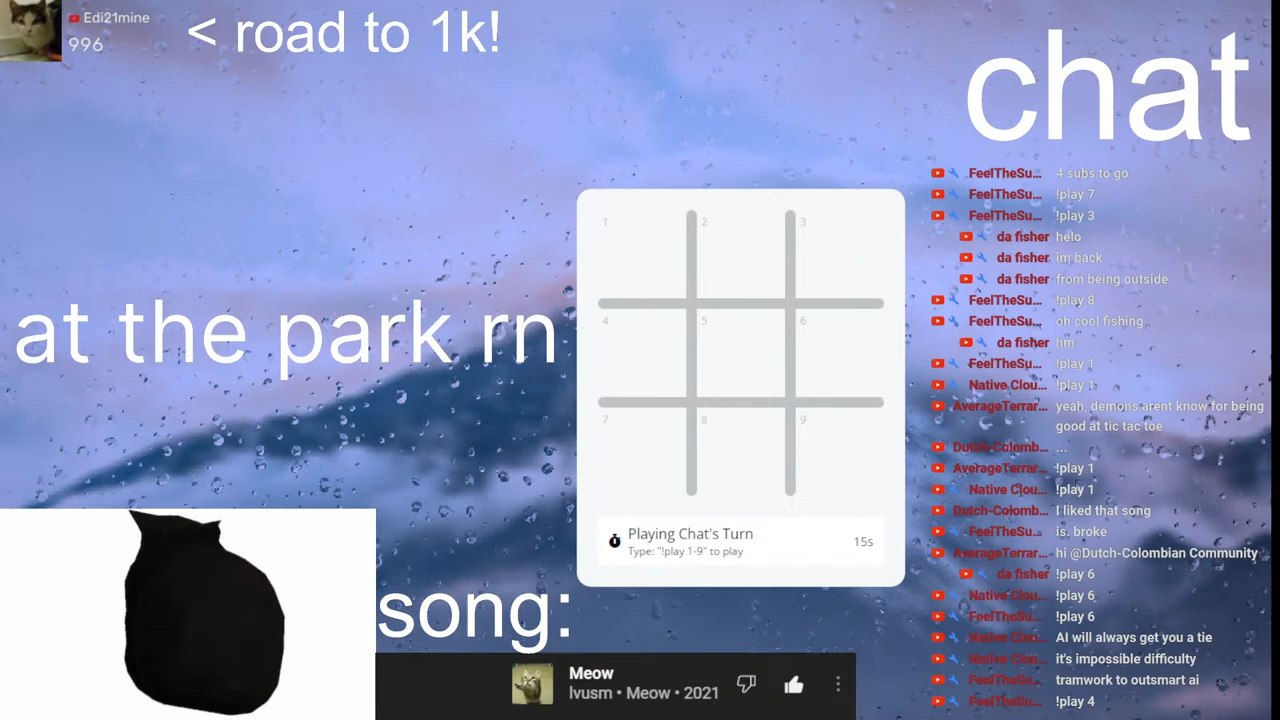 Edi21mine
996
< road to 1k!
chat
at the park rn
1
2
3
4
5
6
7
8
9
Playing Chat's Turn
Type: "!play 1-9" to play
15s
song:
Meow
lvusm • Meow • 2021
FeelTheSu... 4 subs to go
FeelTheSu... !play 7
FeelTheSu... !play 3
da fisher helo
da fisher im back
da fisher from being outside
FeelTheSu... !play 8
FeelTheSu... oh cool fishing
da fisher hm
FeelTheSu... !play 1
Native Clou... !play 1
AverageTerrar... yeah, demons arent know for being
good at tic tac toe
Dutch-Colomb... ...
AverageTerrar... !play 1
Native Clou... !play 1
Dutch-Colomb... I liked that song
FeelTheSu... is. broke
AverageTerrar... hi @Dutch-Colombian Community
da fisher !play 6
Native Clou... !play 6
FeelTheSu... !play 6
Native Clou... AI will always get you a tie
Native Clou... it's impossible difficulty
FeelTheSu... tramwork to outsmart ai
FeelTheSu... !play 4